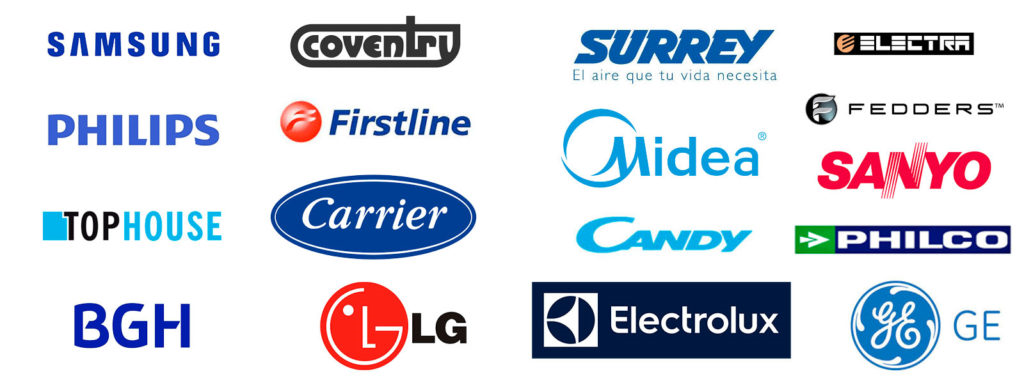 SAMSUNG
coventry
SURREY
El aire que tu vida necesita
ELECTRA
PHILIPS
Firstline
Midea®
FEDDERS™
SANYO
TOPHOUSE
Carrier
CANDY
PHILCO
BGH
LG
Electrolux
GE GE